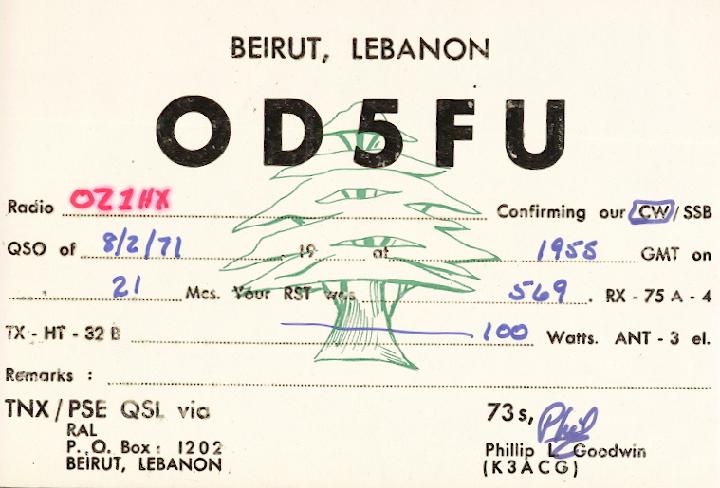 BEIRUT, LEBANON
OD5FU
Radio OZ1HX Confirming our CW/SSB
QSO of 8/2/71 19 at 1955 GMT on
21 Mcs. Your RST was 569. RX - 75 A - 4
TX - HT - 32 B 100 Watts. ANT - 3 el.
Remarks :
TNX/PSE QSL via
RAL
P. O. Box : 1202
BEIRUT, LEBANON
73s, Phil
Phillip L Goodwin
(K3ACG)